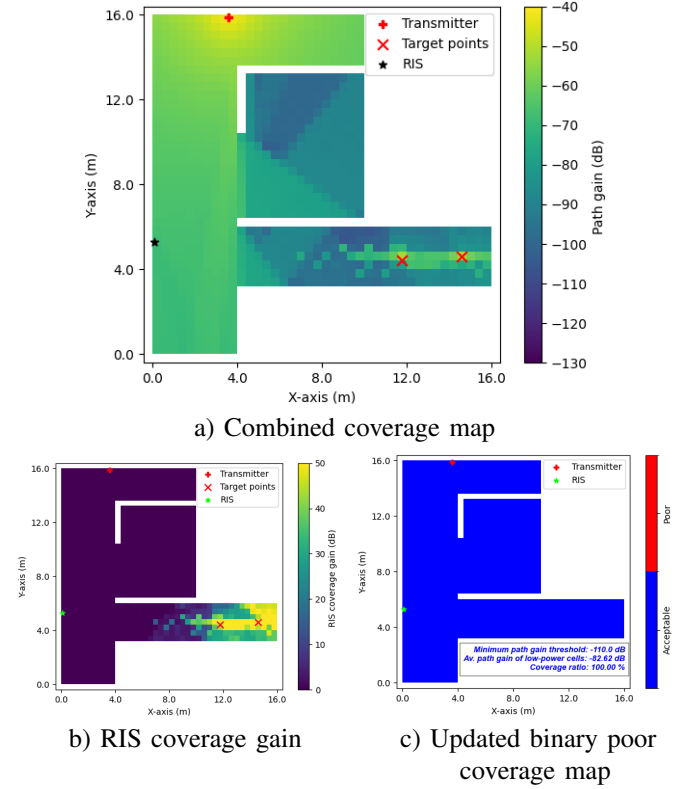 16.0
12.0
8.0
4.0
0.0
Y-axis (m)
0.0 4.0 8.0 12.0 16.0
X-axis (m)
Transmitter
Target points
RIS
−40
−50
−60
−70
−80
−90
−100
−110
−120
−130
Path gain (dB)
a) Combined coverage map
16.0
12.0
8.0
4.0
0.0
Y-axis (m)
0.0 4.0 8.0 12.0 16.0
X-axis (m)
Transmitter
Target points
RIS
50
40
30
20
10
0
RIS coverage gain (dB)
b) RIS coverage gain
16.0
12.0
8.0
4.0
0.0
Y-axis (m)
0.0 4.0 8.0 12.0 16.0
X-axis (m)
Transmitter
RIS
Minimum path gain threshold: -110.0 dB
Av. path gain of low-power cells: -82.62 dB
Coverage ratio: 100.00 %
Poor
Acceptable
c) Updated binary poor
coverage map